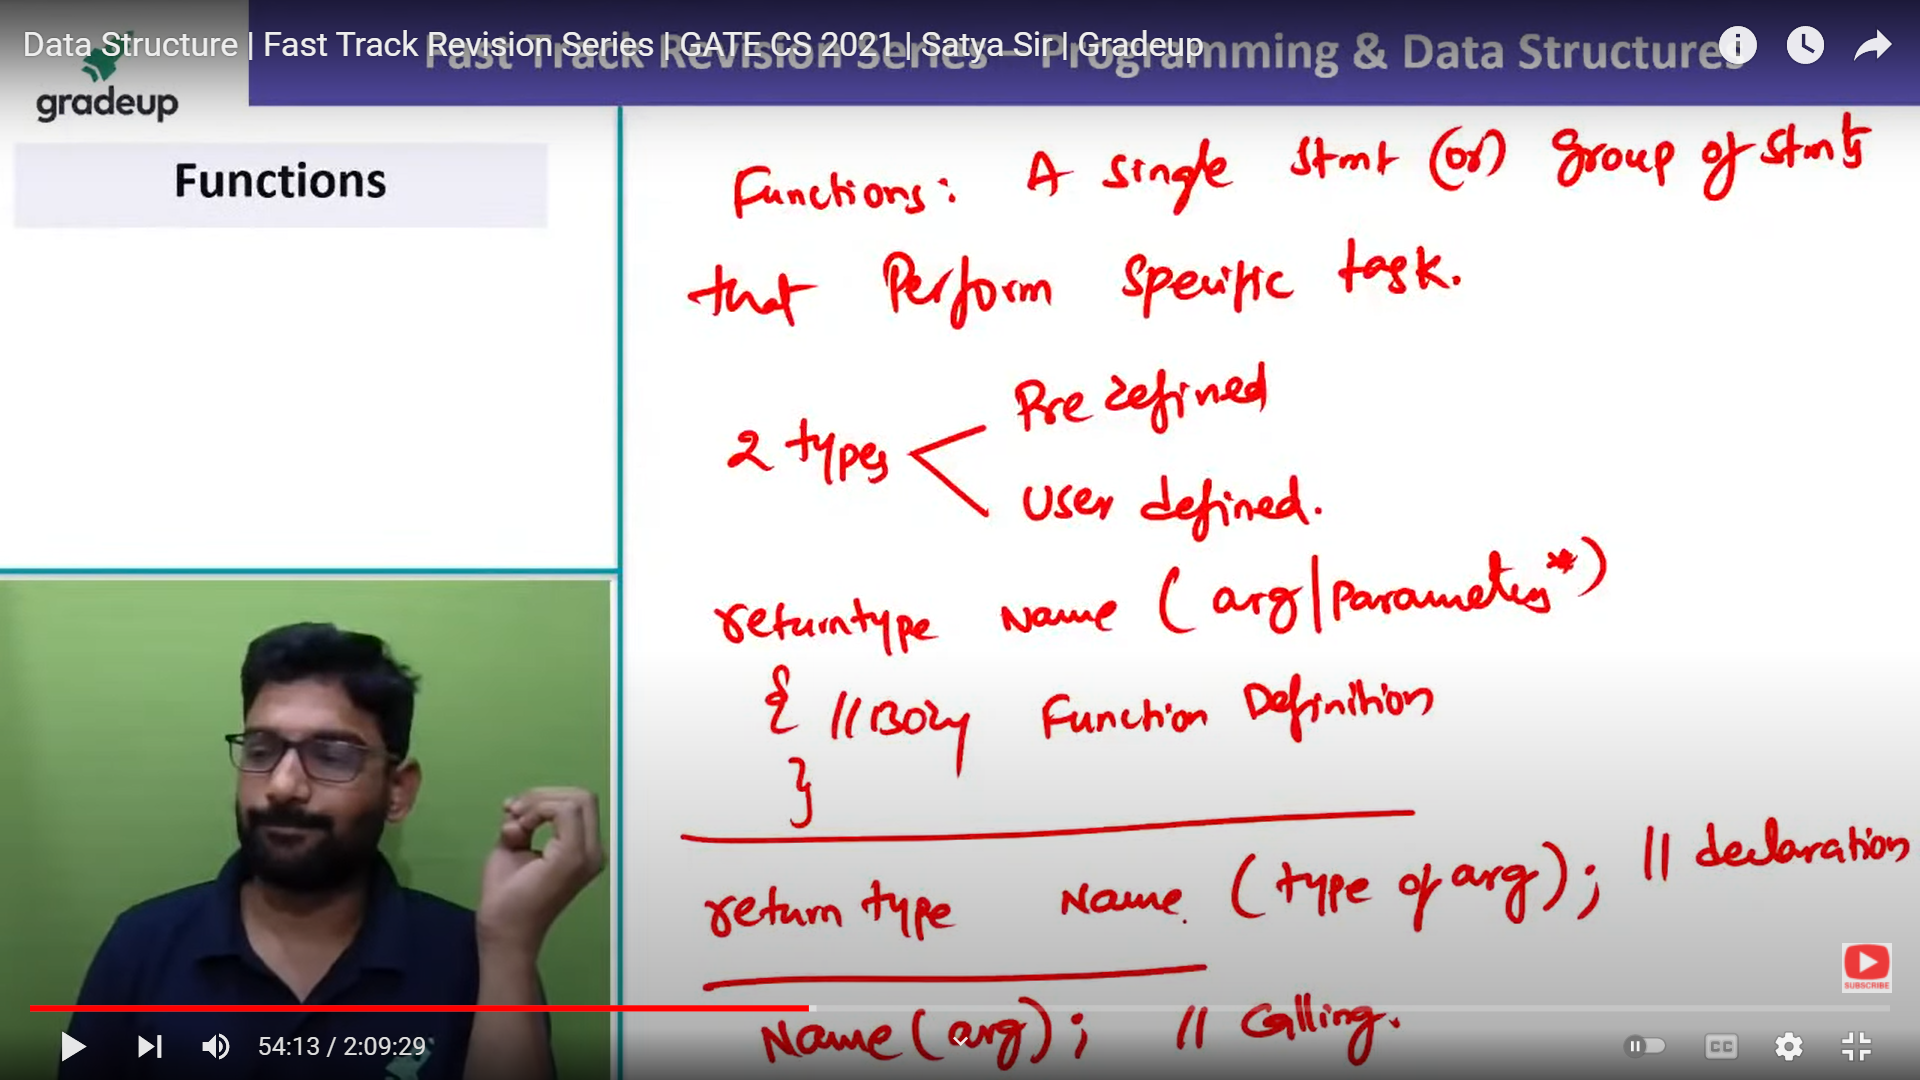 Data Structure | Fast Track Revision Series | GATE CS 2021 | Satya Sir | Gradeup
Fast Track Revision Series – Programming & Data Structures
gradeup
Functions
Functions: A single stmt (or) Group of stmts
that Perform specific task.
2 types
Pre defined
User defined.
returntype Name (arg|Parameters*)
{ //Body Function Definition
}
return type Name (type of arg); // declaration
Name (arg); // Calling.
SUBSCRIBE
54:13 / 2:09:29
CC